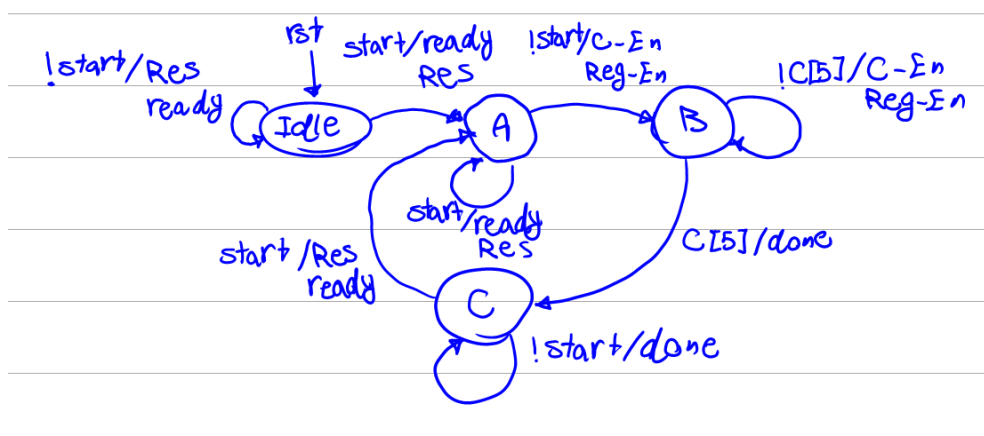 rst
!start/Res
ready
start/ready
Res
!start/C-En
Reg-En
!C[5]/C-En
Reg-En
Idle
A
B
start/ready
Res
C[5]/done
start/Res
ready
C
!start/done